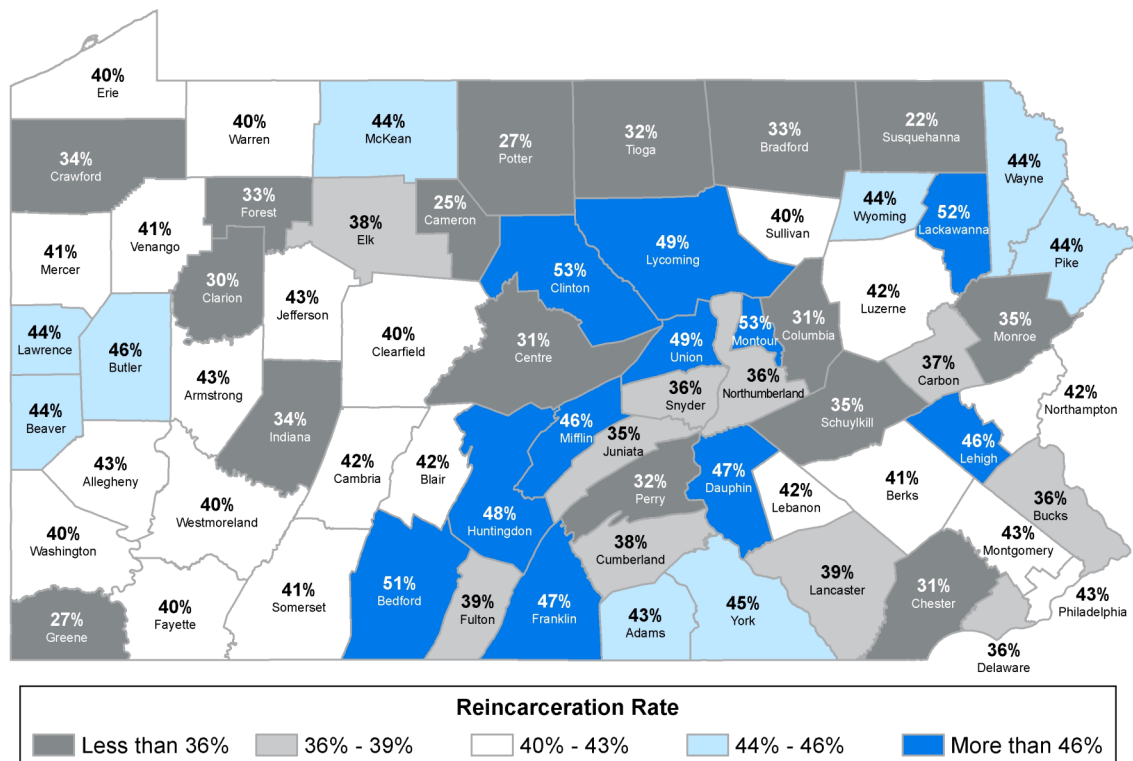 40%
Erie
40%
Warren
44%
McKean
27%
Potter
32%
Tioga
33%
Bradford
22%
Susquehanna
44%
Wayne
34%
Crawford
33%
Forest
25%
Cameron
44%
Wyoming
52%
Lackawanna
41%
Venango
38%
Elk
40%
Sullivan
41%
Mercer
49%
Lycoming
44%
Pike
30%
Clarion
53%
Clinton
43%
Jefferson
42%
Luzerne
44%
Lawrence
46%
Butler
40%
Clearfield
31%
Centre
49%
Union
53%
Montour
31%
Columbia
35%
Monroe
37%
Carbon
43%
Armstrong
36%
Snyder
36%
Northumberland
42%
Northampton
44%
Beaver
34%
Indiana
46%
Mifflin
35%
Juniata
35%
Schuylkill
46%
Lehigh
43%
Allegheny
42%
Cambria
42%
Blair
32%
Perry
47%
Dauphin
42%
Lebanon
41%
Berks
36%
Bucks
40%
Westmoreland
48%
Huntingdon
40%
Washington
38%
Cumberland
43%
Montgomery
39%
Lancaster
27%
Greene
40%
Fayette
41%
Somerset
51%
Bedford
39%
Fulton
47%
Franklin
43%
Adams
45%
York
31%
Chester
43%
Philadelphia
36%
Delaware
Reincarceration Rate
Less than 36%
36% - 39%
40% - 43%
44% - 46%
More than 46%